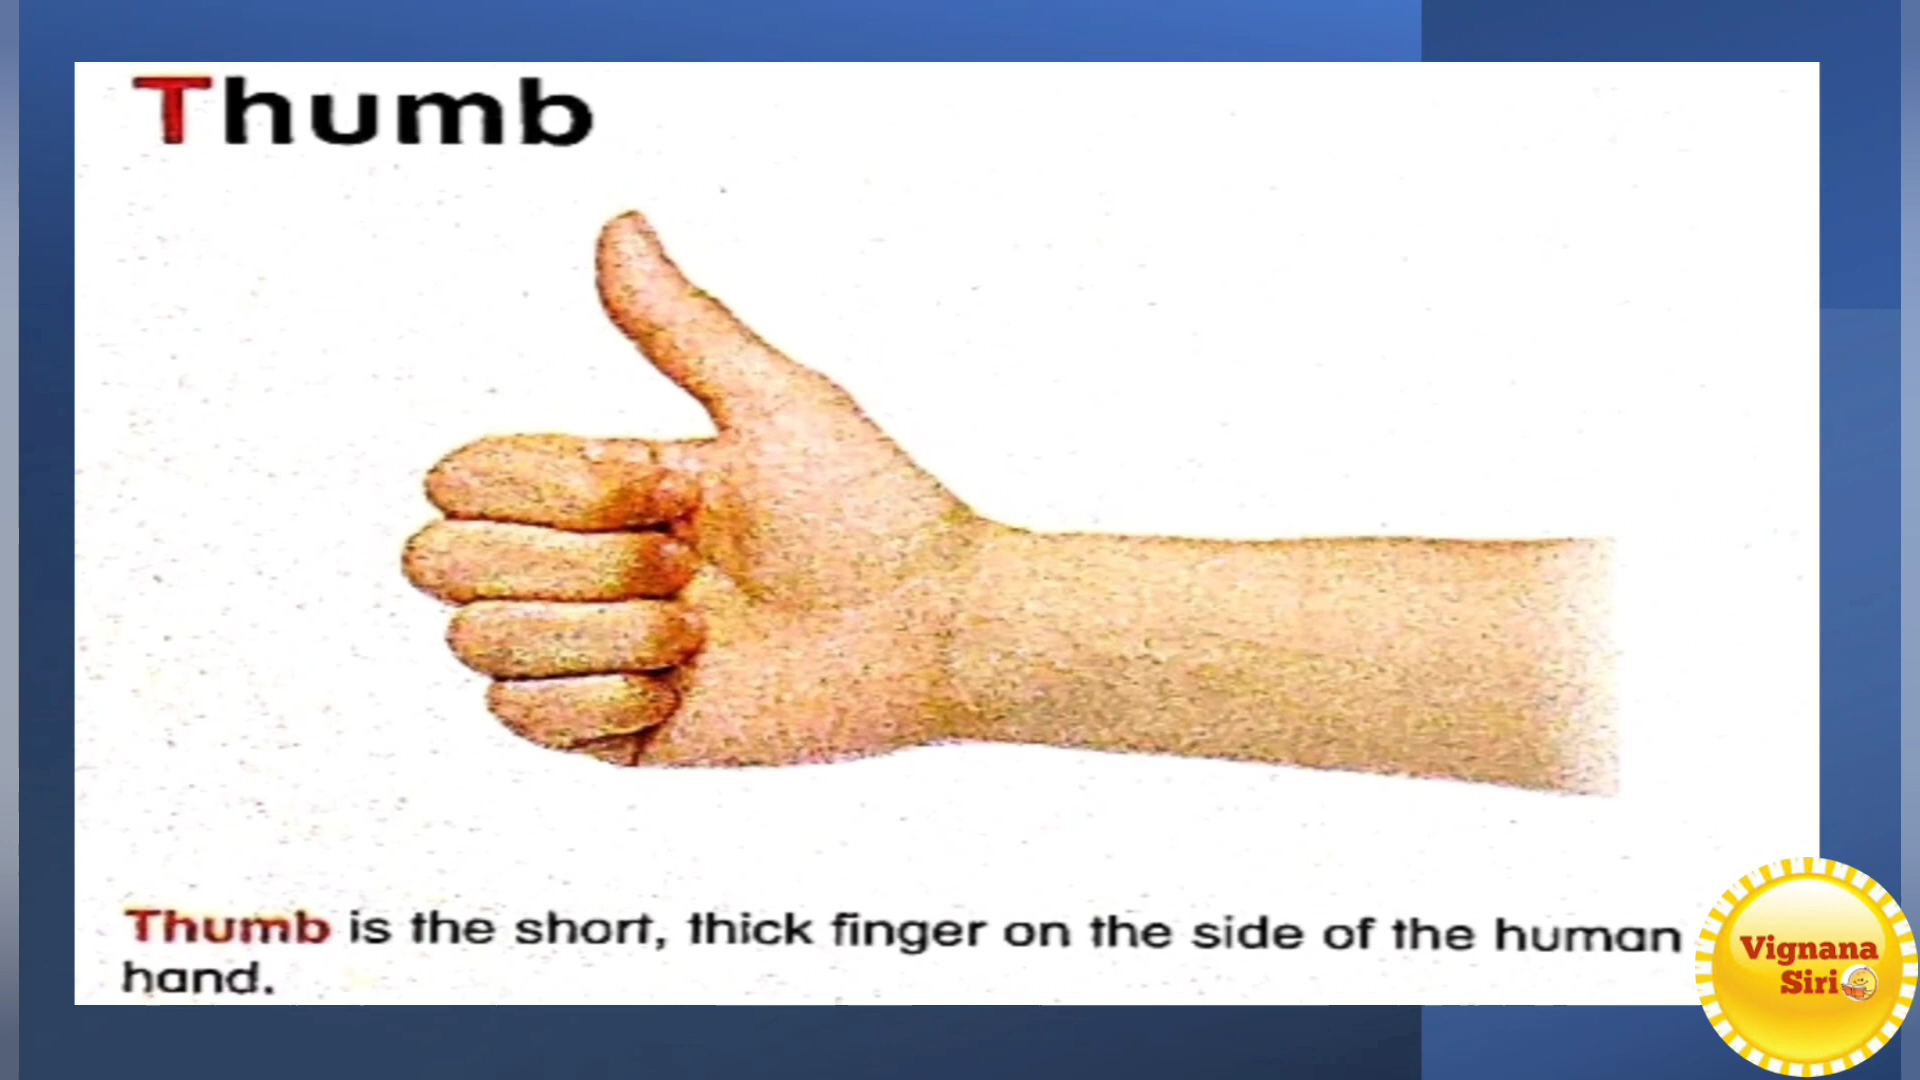 Thumb
Thumb is the short, thick finger on the side of the human
hand.
Vignana
Siri